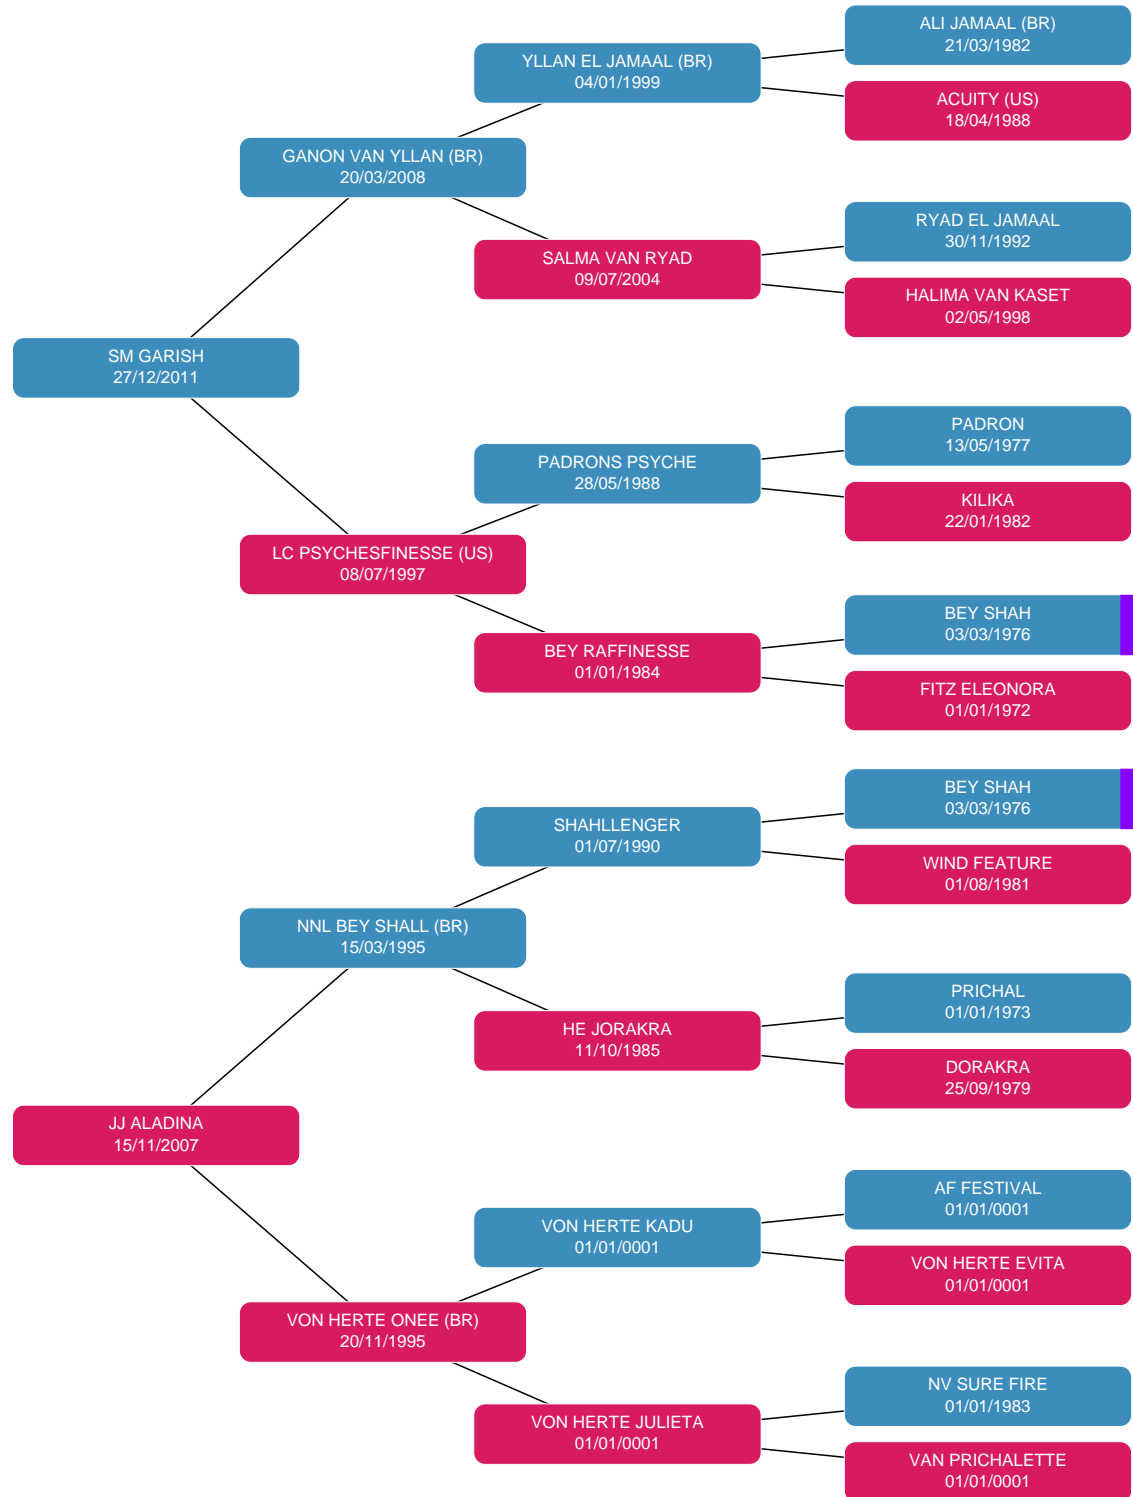 ALI JAMAAL (BR)
21/03/1982
YLLAN EL JAMAAL (BR)
04/01/1999
ACUITY (US)
18/04/1988
GANON VAN YLLAN (BR)
20/03/2008
RYAD EL JAMAAL
30/11/1992
SALMA VAN RYAD
09/07/2004
HALIMA VAN KASET
02/05/1998
SM GARISH
27/12/2011
PADRON
13/05/1977
PADRONS PSYCHE
28/05/1988
KILIKA
22/01/1982
LC PSYCHESFINESSE (US)
08/07/1997
BEY SHAH
03/03/1976
BEY RAFFINESSE
01/01/1984
FITZ ELEONORA
01/01/1972
BEY SHAH
03/03/1976
SHAHLLENGER
01/07/1990
WIND FEATURE
01/08/1981
NNL BEY SHALL (BR)
15/03/1995
PRICHAL
01/01/1973
HE JORAKRA
11/10/1985
DORAKRA
25/09/1979
JJ ALADINA
15/11/2007
AF FESTIVAL
01/01/0001
VON HERTE KADU
01/01/0001
VON HERTE EVITA
01/01/0001
VON HERTE ONEE (BR)
20/11/1995
NV SURE FIRE
01/01/1983
VON HERTE JULIETA
01/01/0001
VAN PRICHALETTE
01/01/0001